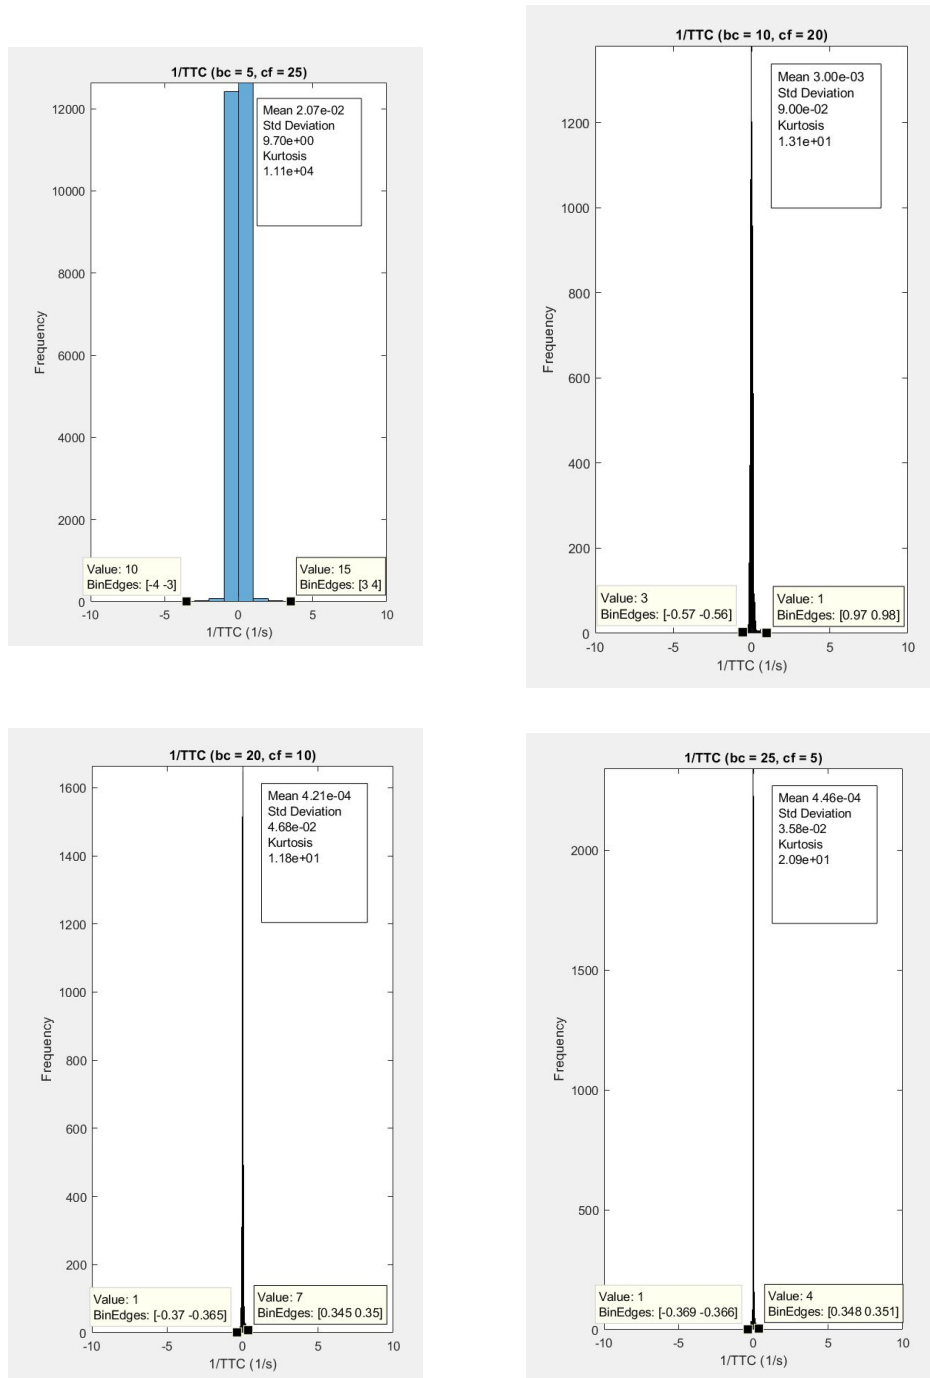 1/TTC (bc = 5, cf = 25)
Mean 2.07e-02
Std Deviation
9.70e+00
Kurtosis
1.11e+04
12000
10000
8000
6000
4000
2000
0
Frequency
Value: 10
BinEdges: [-4 -3]
Value: 15
BinEdges: [3 4]
-10
-5
0
5
10
1/TTC (1/s)
1/TTC (bc = 10, cf = 20)
Mean 3.00e-03
Std Deviation
9.00e-02
Kurtosis
1.31e+01
1200
1000
800
600
400
200
0
Frequency
Value: 3
BinEdges: [-0.57 -0.56]
Value: 1
BinEdges: [0.97 0.98]
-10
-5
0
5
10
1/TTC (1/s)
1/TTC (bc = 20, cf = 10)
Mean 4.21e-04
Std Deviation
4.68e-02
Kurtosis
1.18e+01
1600
1400
1200
1000
800
600
400
200
0
Frequency
Value: 1
BinEdges: [-0.37 -0.365]
Value: 7
BinEdges: [0.345 0.35]
-10
-5
0
5
10
1/TTC (1/s)
1/TTC (bc = 25, cf = 5)
Mean 4.46e-04
Std Deviation
3.58e-02
Kurtosis
2.09e+01
2000
1500
1000
500
0
Frequency
Value: 1
BinEdges: [-0.369 -0.366]
Value: 4
BinEdges: [0.348 0.351]
-10
-5
0
5
10
1/TTC (1/s)